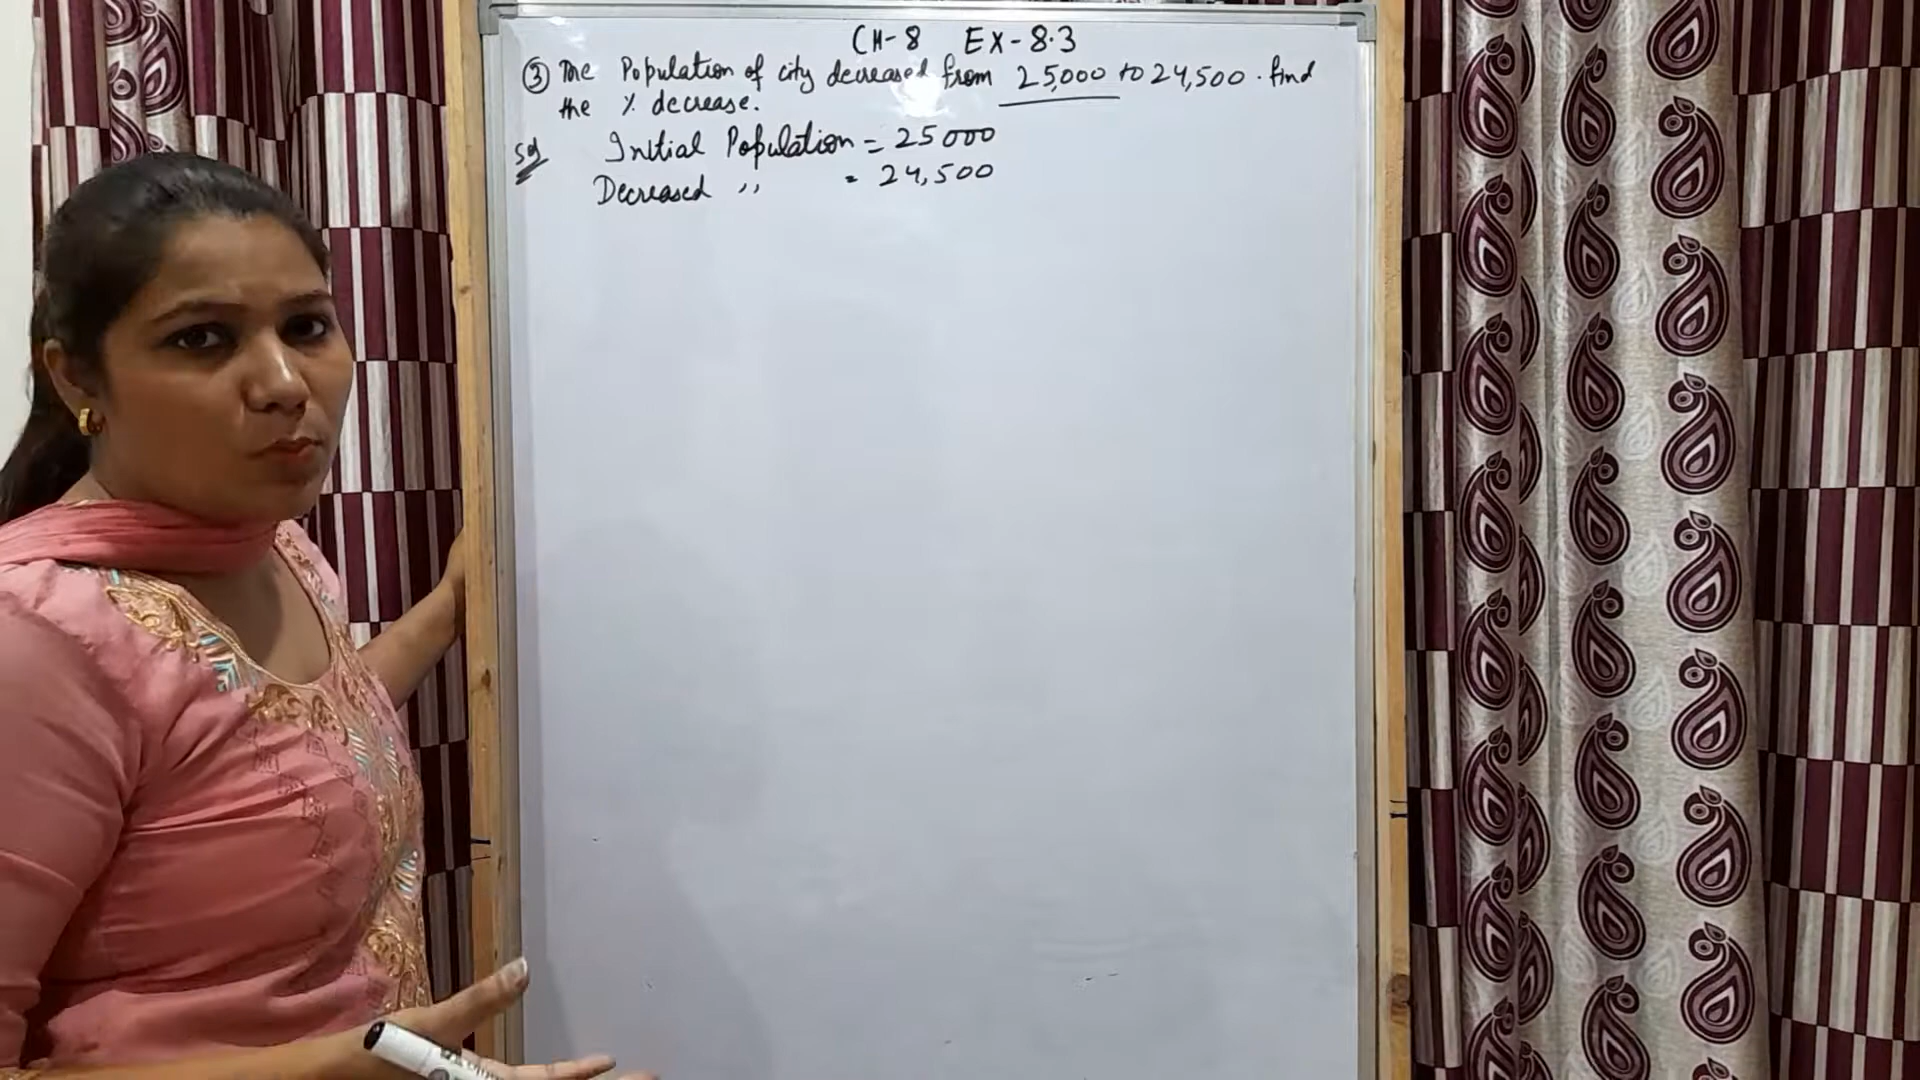 CH-8 EX-8.3
③ The Population of city decreased from 25,000 to 24,500. find
the % decrease.
Sol Initial Population = 25000
Decreased ,, = 24,500